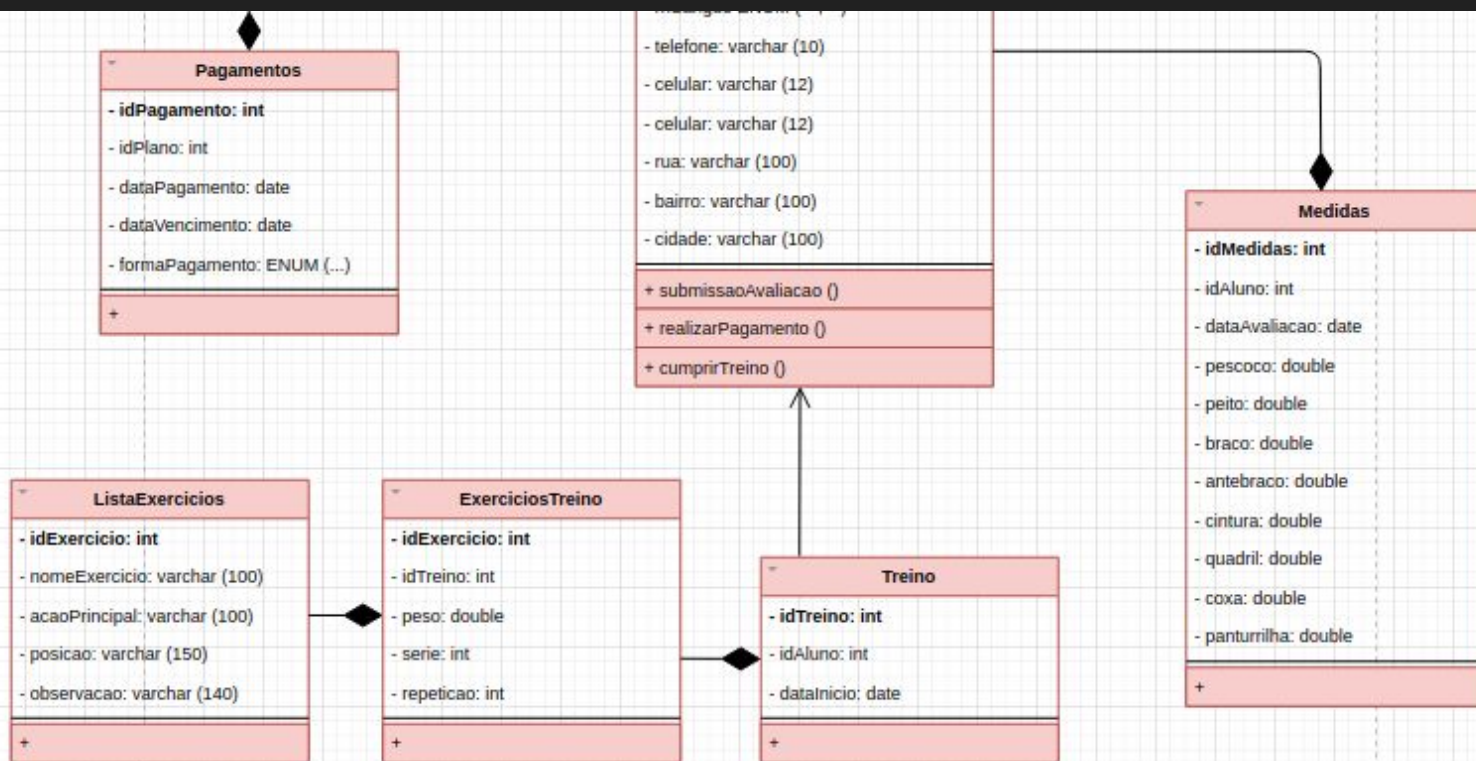 Pagamentos
- idPagamento: int
- idPlano: int
- dataPagamento: date
- dataVencimento: date
- formaPagamento: ENUM (...)
+
- telefone: varchar (10)
- celular: varchar (12)
- celular: varchar (12)
- rua: varchar (100)
- bairro: varchar (100)
- cidade: varchar (100)
+ submissaoAvaliacao ()
+ realizarPagamento ()
+ cumprirTreino ()
Medidas
- idMedidas: int
- idAluno: int
- dataAvaliacao: date
- pescoco: double
- peito: double
- braco: double
- antebraco: double
- cintura: double
- quadril: double
- coxa: double
- panturrilha: double
+
ListaExercicios
- idExercicio: int
- nomeExercicio: varchar (100)
- acaoPrincipal: varchar (100)
- posicao: varchar (150)
- observacao: varchar (140)
+
ExerciciosTreino
- idExercicio: int
- idTreino: int
- peso: double
- serie: int
- repeticao: int
+
Treino
- idTreino: int
- idAluno: int
- dataInicio: date
+